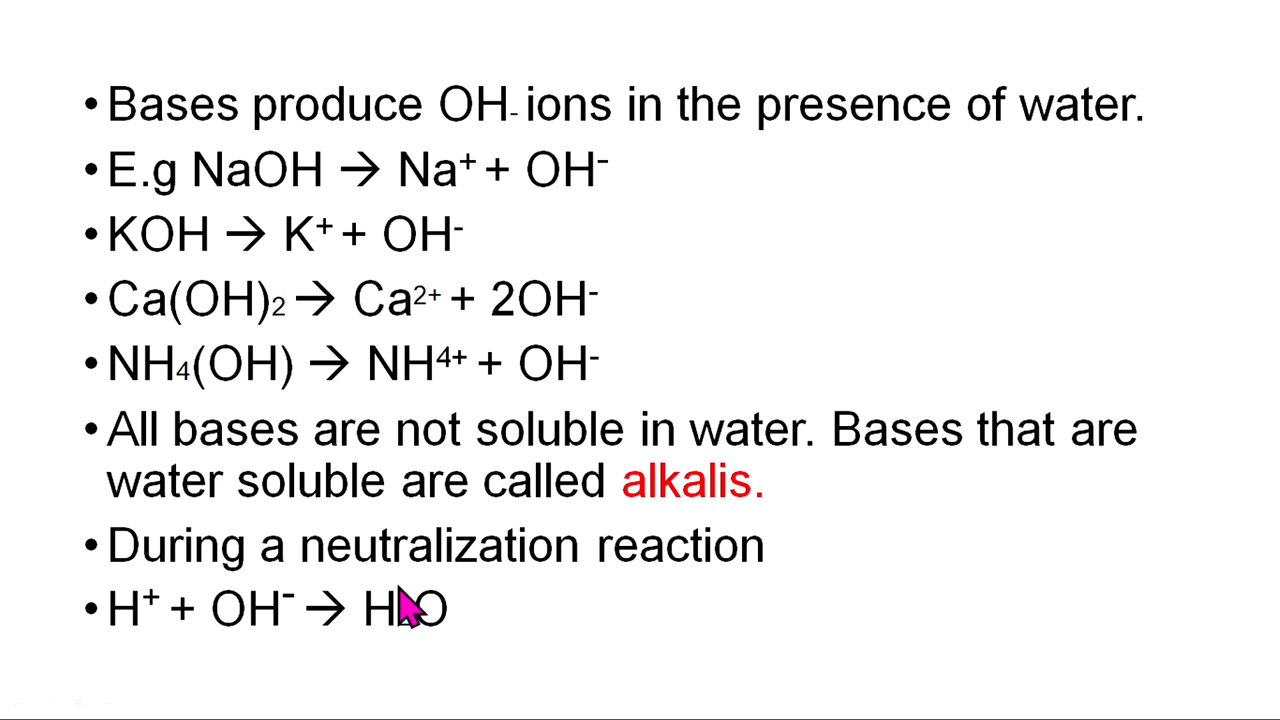 • Bases produce OH₋ ions in the presence of water.
• E.g NaOH → Na⁺ + OH⁻
• KOH → K⁺ + OH⁻
• Ca(OH)₂ → Ca²⁺ + 2OH⁻
• NH₄(OH) → NH⁴⁺ + OH⁻
• All bases are not soluble in water. Bases that are
water soluble are called alkalis.
• During a neutralization reaction
• H⁺ + OH⁻ → H₂O